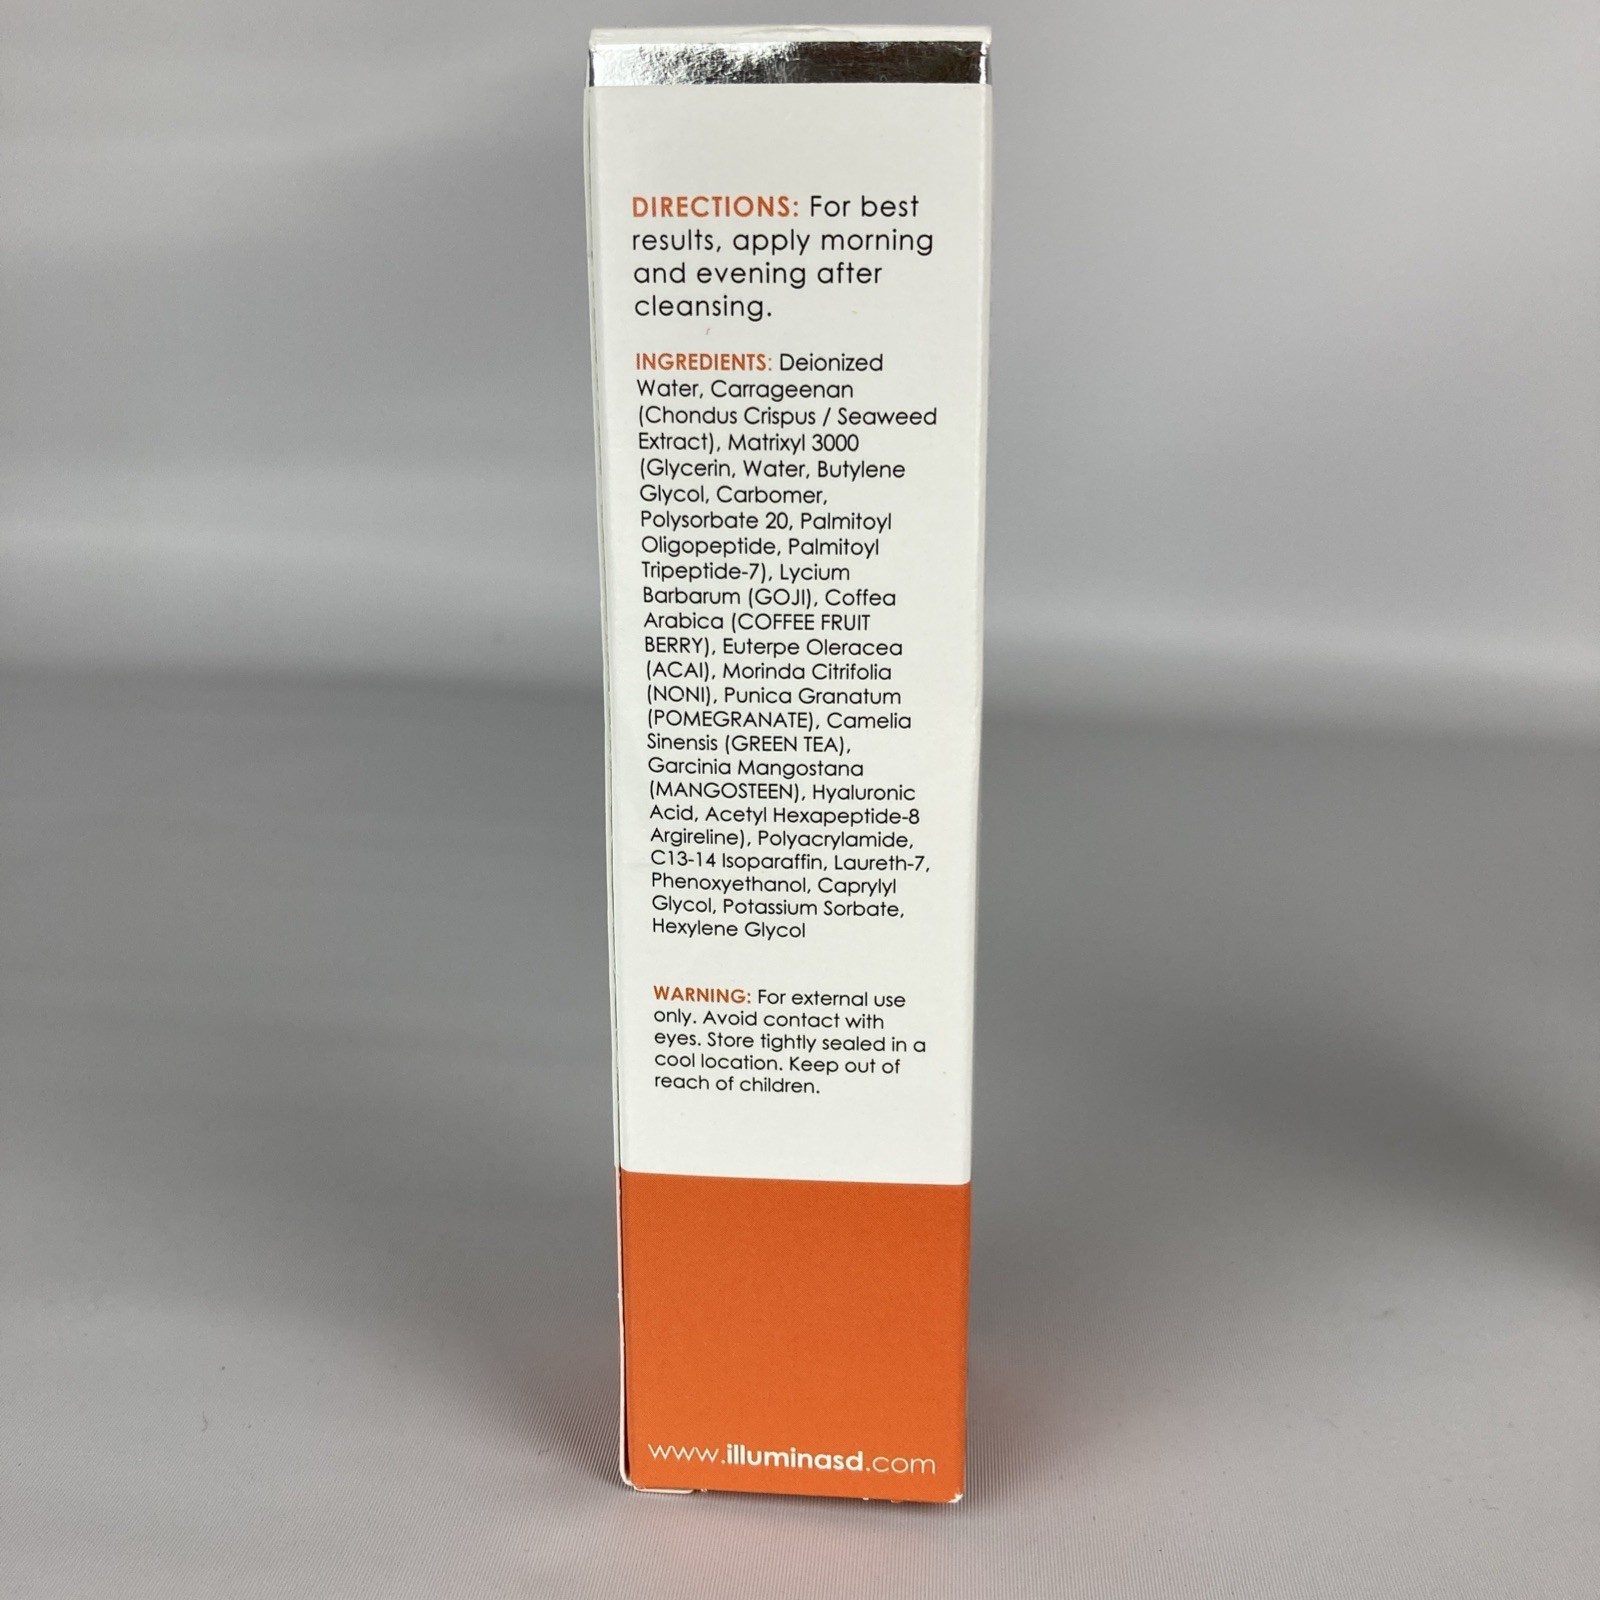 DIRECTIONS: For best
results, apply morning
and evening after
cleansing.
INGREDIENTS: Deionized
Water, Carrageenan
(Chondus Crispus / Seaweed
Extract), Matrixyl 3000
(Glycerin, Water, Butylene
Glycol, Carbomer,
Polysorbate 20, Palmitoyl
Oligopeptide, Palmitoyl
Tripeptide-7), Lycium
Barbarum (GOJI), Coffea
Arabica (COFFEE FRUIT
BERRY), Euterpe Oleracea
(ACAI), Morinda Citrifolia
(NONI), Punica Granatum
(POMEGRANATE), Camelia
Sinensis (GREEN TEA),
Garcinia Mangostana
(MANGOSTEEN), Hyaluronic
Acid, Acetyl Hexapeptide-8
Argireline), Polyacrylamide,
C13-14 Isoparaffin, Laureth-7,
Phenoxyethanol, Caprylyl
Glycol, Potassium Sorbate,
Hexylene Glycol
WARNING: For external use
only. Avoid contact with
eyes. Store tightly sealed in a
cool location. Keep out of
reach of children.
www.illuminasd.com